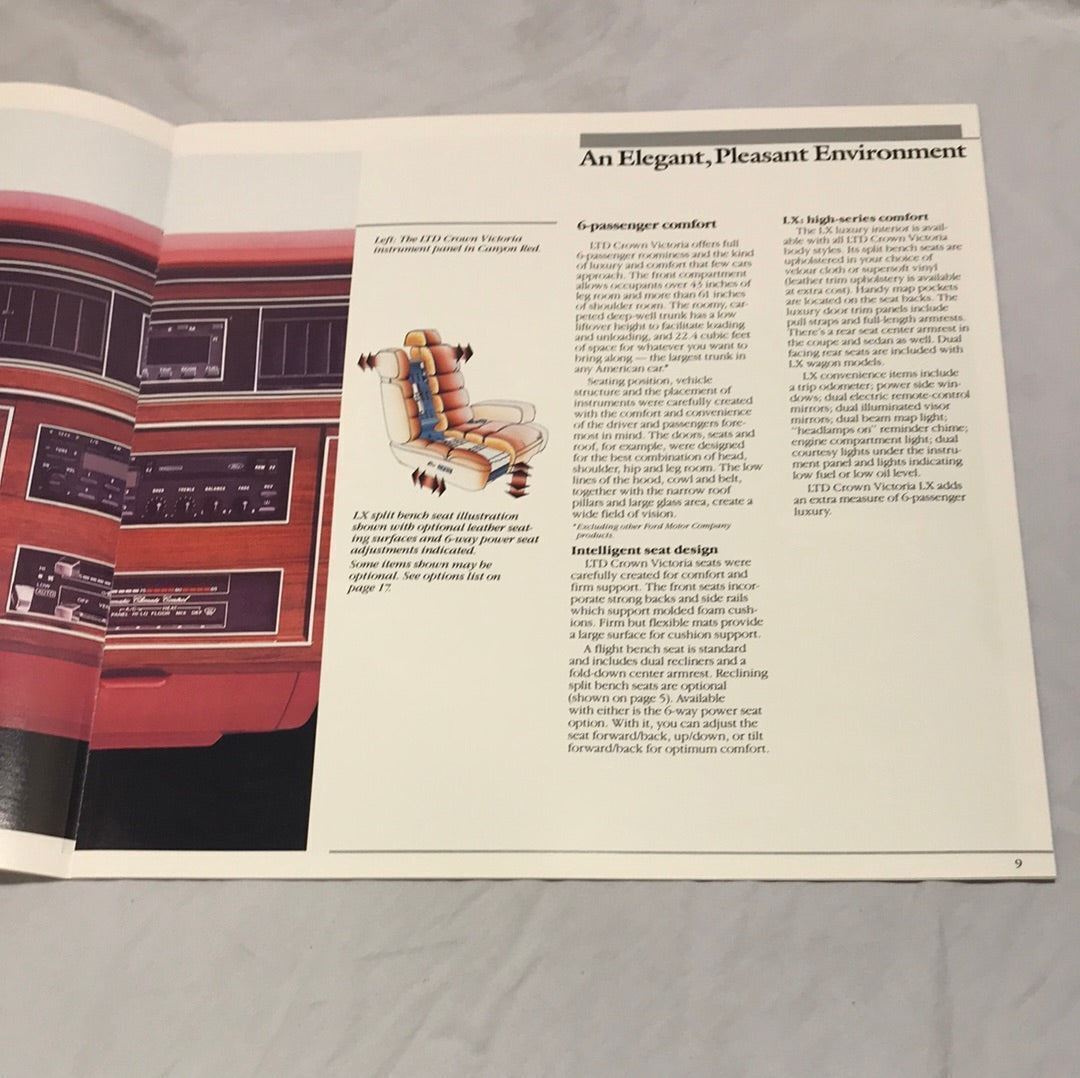 An Elegant, Pleasant Environment
Left: The LTD Crown Victoria
instrument panel in Canyon Red.
LX split bench seat illustration
shown with optional leather seat-
ing surfaces and 6-way power seat
adjustments indicated.
Some items shown may be
optional. See options list on
page 17.
6-passenger comfort
LTD Crown Victoria offers full
6-passenger roominess and the kind
of luxury and comfort that few cars
approach. The front compartment
allows occupants over 43 inches of
leg room and more than 61 inches
of shoulder room. The roomy, car-
peted deep-well trunk has a low
liftover height to facilitate loading
and unloading, and 22.4 cubic feet
of space for whatever you want to
bring along — the largest trunk in
any American car.*
Seating position, vehicle
structure and the placement of
instruments were carefully created
with the comfort and convenience
of the driver and passengers fore-
most in mind. The doors, seats and
roof, for example, were designed
for the best combination of head,
shoulder, hip and leg room. The low
lines of the hood, cowl and belt,
together with the narrow roof
pillars and large glass area, create a
wide field of vision.
*Excluding other Ford Motor Company
products.
Intelligent seat design
LTD Crown Victoria seats were
carefully created for comfort and
firm support. The front seats incor-
porate strong backs and side rails
which support molded foam cush-
ions. Firm but flexible mats provide
a large surface for cushion support.
A flight bench seat is standard
and includes dual recliners and a
fold-down center armrest. Reclining
split bench seats are optional
(shown on page 5). Available
with either is the 6-way power seat
option. With it, you can adjust the
seat forward/back, up/down, or tilt
forward/back for optimum comfort.
LX: high-series comfort
The LX luxury interior is avail-
able with all LTD Crown Victoria
body styles. Its split bench seats are
upholstered in your choice of
velour cloth or supersoft vinyl
(leather trim upholstery is available
at extra cost). Handy map pockets
are located on the seat backs. The
luxury door trim panels include
pull straps and full-length armrests.
There's a rear seat center armrest in
the coupe and sedan as well. Dual
facing rear seats are included with
LX wagon models.
LX convenience items include
a trip odometer; power side win-
dows; dual electric remote-control
mirrors; dual illuminated visor
mirrors; dual beam map light;
"headlamps on" reminder chime;
engine compartment light; dual
courtesy lights under the instru-
ment panel and lights indicating
low fuel or low oil level.
LTD Crown Victoria LX adds
an extra measure of 6-passenger
luxury.
BASS TREBLE BALANCE FADE
HI
LOW
AUTO
OFF
Automatic Climate Control
PANEL HI-LO FLOOR MIX DEF
9